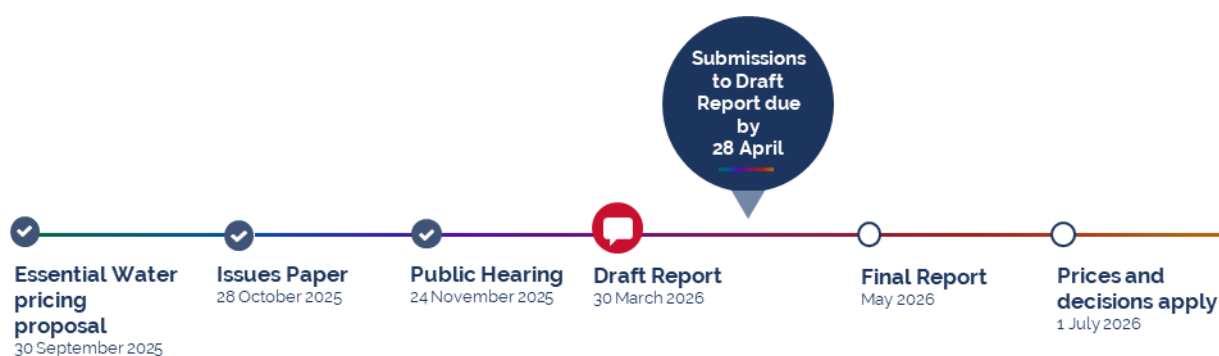 Submissions
to Draft
Report due
by
28 April
Essential Water
pricing
proposal
30 September 2025
Issues Paper
28 October 2025
Public Hearing
24 November 2025
Draft Report
30 March 2026
Final Report
May 2026
Prices and
decisions apply
1 July 2026